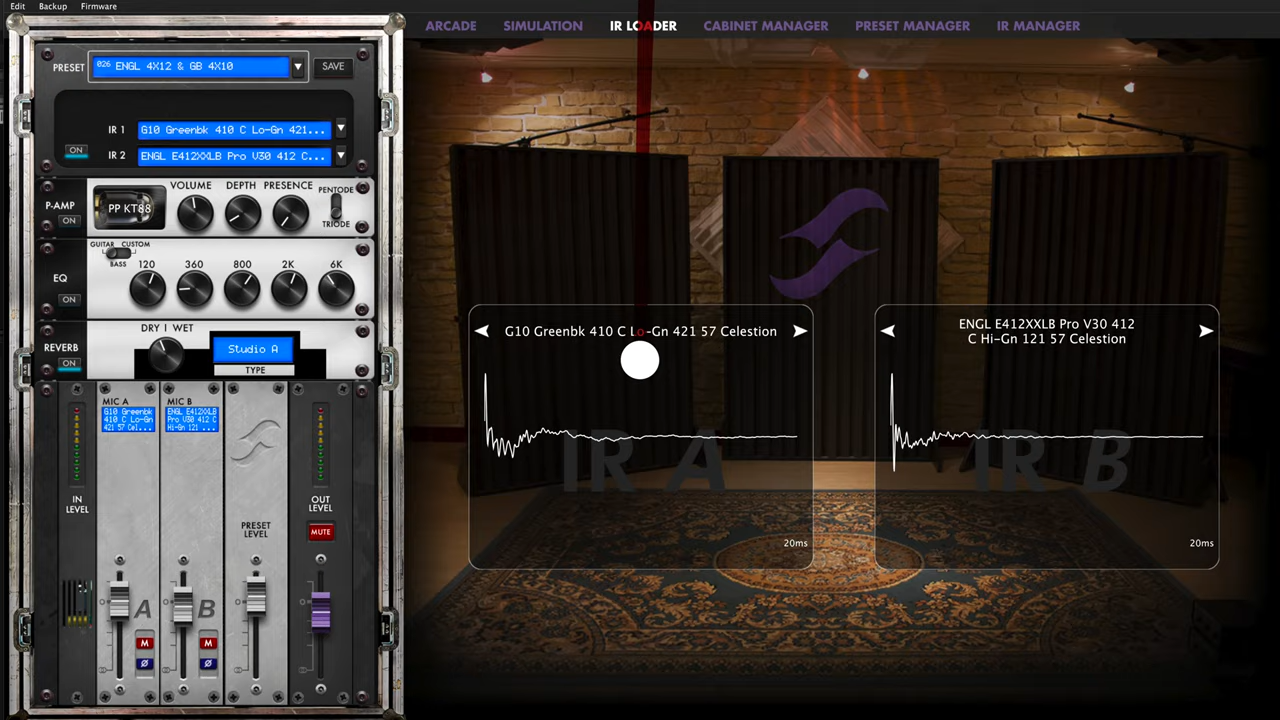 Edit Backup Firmware
ARCADE SIMULATION IR LOADER CABINET MANAGER PRESET MANAGER IR MANAGER
PRESET 026 ENGL 4X12 & GB 4X10 SAVE
IR 1 G10 Greenbk 410 C Lo-Gn 421...
ON
IR 2 ENGL E412XXLB Pro V30 412 C...
P-AMP
ON
PP KT88
VOLUME DEPTH PRESENCE
PENTODE
TRIODE
EQ
ON
GUITAR CUSTOM
BASS
120 360 800 2K 6K
REVERB
ON
DRY | WET
Studio A
TYPE
MIC A
G10 Greenbk
410 C Lo-Gn
421 57 Cel...
MIC B
ENGL E412XXLB
Pro V30 412 C
Hi-Gn 121 ...
IN
LEVEL
PRESET
LEVEL
OUT
LEVEL
MUTE
A
B
M
Ø
M
Ø
G10 Greenbk 410 C Lo-Gn 421 57 Celestion
IR A
20ms
ENGL E412XXLB Pro V30 412
C Hi-Gn 121 57 Celestion
IR B
20ms